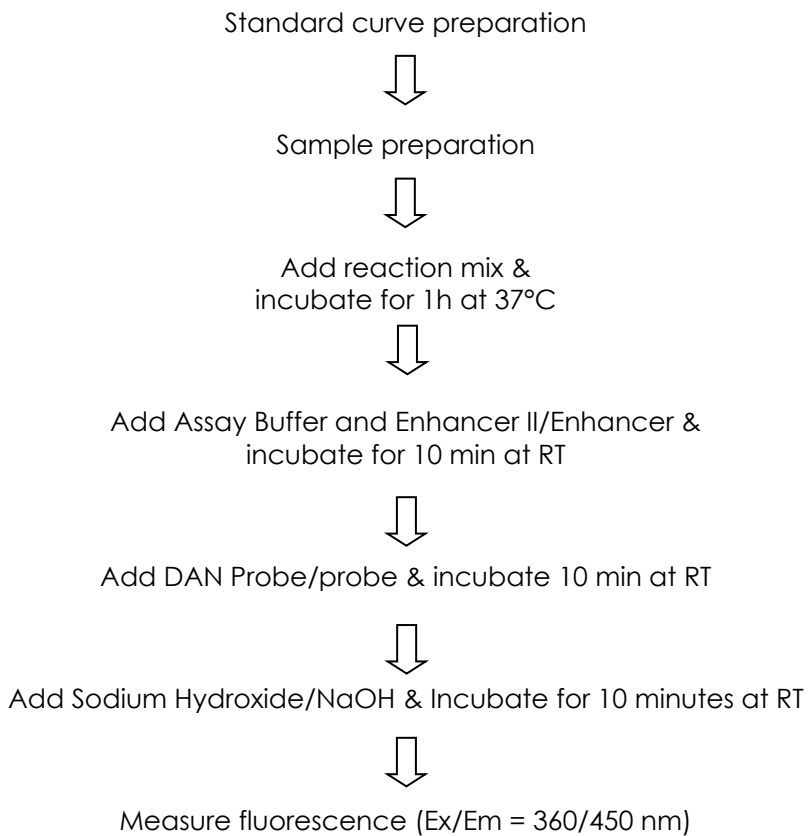 Standard curve preparation
Sample preparation
Add reaction mix &
incubate for 1h at 37°C
Add Assay Buffer and Enhancer II/Enhancer &
incubate for 10 min at RT
Add DAN Probe/probe & incubate 10 min at RT
Add Sodium Hydroxide/NaOH & Incubate for 10 minutes at RT
Measure fluorescence (Ex/Em = 360/450 nm)